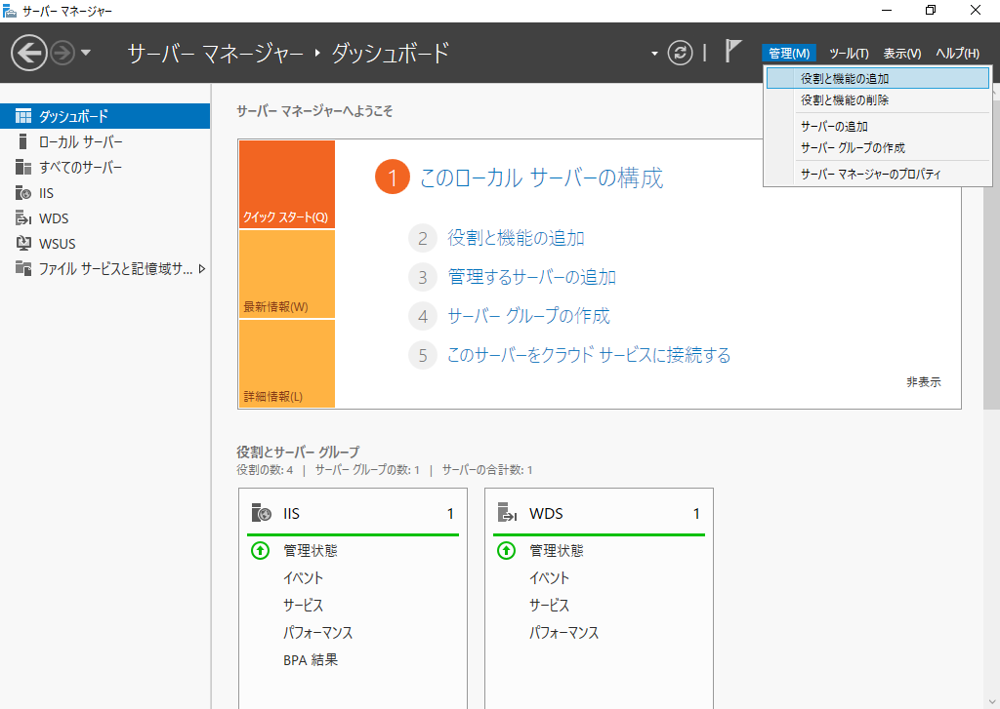 サーバー マネージャー
サーバー マネージャー ・ ダッシュボード
管理(M) ツール(T) 表示(V) ヘルプ(H)
役割と機能の追加
役割と機能の削除
サーバーの追加
サーバー グループの作成
サーバー マネージャーのプロパティ
ダッシュボード
ローカル サーバー
すべてのサーバー
IIS
WDS
WSUS
ファイル サービスと記憶域サ...
サーバー マネージャーへようこそ
クイック スタート(Q)
最新情報(W)
詳細情報(L)
1 このローカル サーバーの構成
2 役割と機能の追加
3 管理するサーバーの追加
4 サーバー グループの作成
5 このサーバーをクラウド サービスに接続する
非表示
役割とサーバー グループ
役割の数: 4 | サーバー グループの数: 1 | サーバーの合計数: 1
IIS 1
管理状態
イベント
サービス
パフォーマンス
BPA 結果
WDS 1
管理状態
イベント
サービス
パフォーマンス